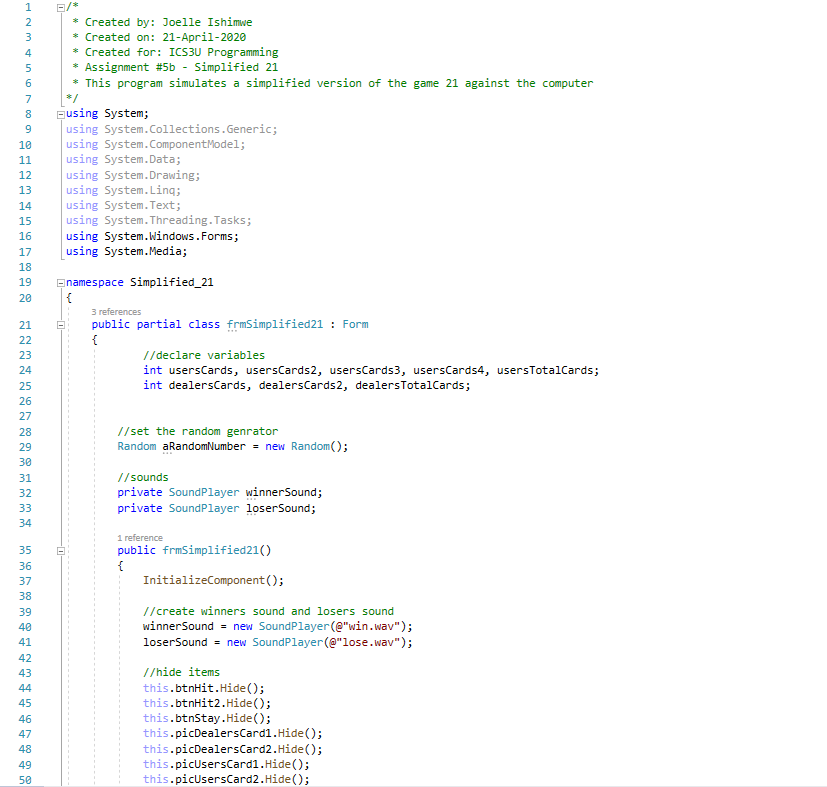 1 /*
2 * Created by: Joelle Ishimwe
3 * Created on: 21-April-2020
4 * Created for: ICS3U Programming
5 * Assignment #5b - Simplified 21
6 * This program simulates a simplified version of the game 21 against the computer
7 */
8 using System;
9 using System.Collections.Generic;
10 using System.ComponentModel;
11 using System.Data;
12 using System.Drawing;
13 using System.Linq;
14 using System.Text;
15 using System.Threading.Tasks;
16 using System.Windows.Forms;
17 using System.Media;
18
19 namespace Simplified_21
20 {
3 references
21 public partial class frmSimplified21 : Form
22 {
23 //declare variables
24 int usersCards, usersCards2, usersCards3, usersCards4, usersTotalCards;
25 int dealersCards, dealersCards2, dealersTotalCards;
26
27
28 //set the random genrator
29 Random aRandomNumber = new Random();
30
31 //sounds
32 private SoundPlayer winnerSound;
33 private SoundPlayer loserSound;
34
1 reference
35 public frmSimplified21()
36 {
37 InitializeComponent();
38
39 //create winners sound and losers sound
40 winnerSound = new SoundPlayer(@"win.wav");
41 loserSound = new SoundPlayer(@"lose.wav");
42
43 //hide items
44 this.btnHit.Hide();
45 this.btnHit2.Hide();
46 this.btnStay.Hide();
47 this.picDealersCard1.Hide();
48 this.picDealersCard2.Hide();
49 this.picUsersCard1.Hide();
50 this.picUsersCard2.Hide();